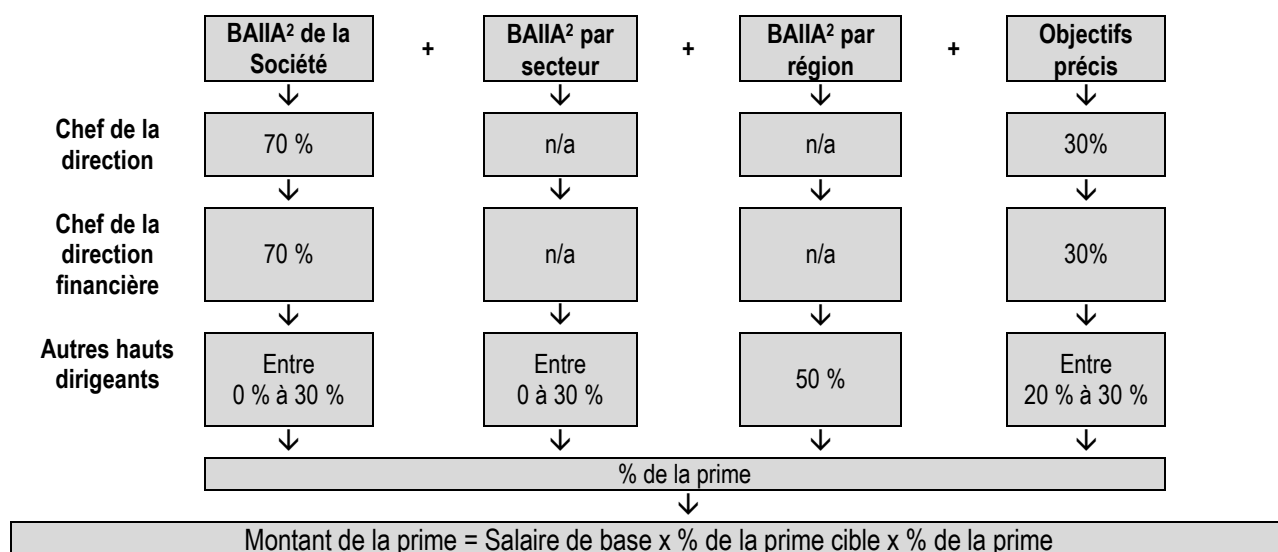 BAIIA² de la
Société
+
BAIIA² par
secteur
+
BAIIA² par
région
+
Objectifs
précis
Chef de la
direction
70 %
n/a
n/a
30%
Chef de la
direction
financière
70 %
n/a
n/a
30%
Autres hauts
dirigeants
Entre
0 % à 30 %
Entre
0 à 30 %
50 %
Entre
20 % à 30 %
% de la prime
Montant de la prime = Salaire de base x % de la prime cible x % de la prime